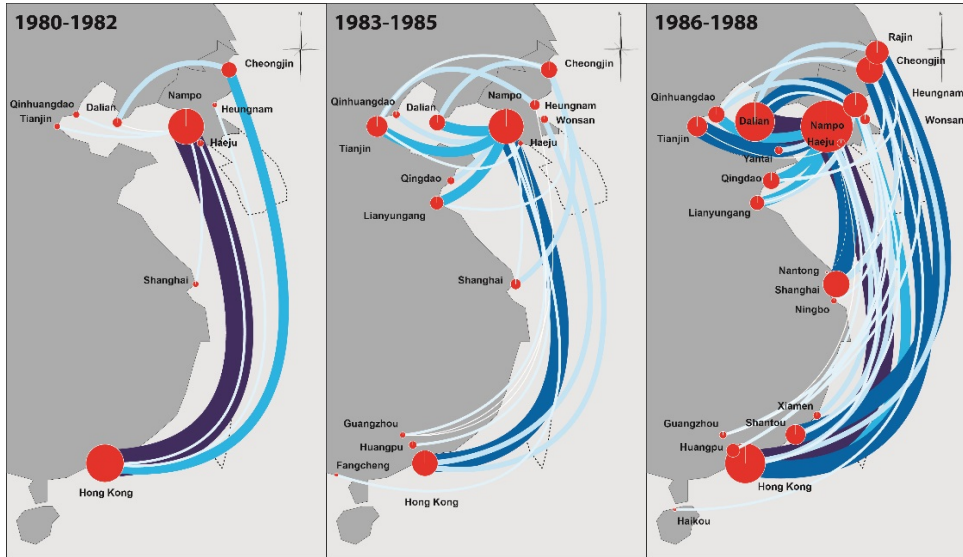 1980-1982
Cheongjin
Nampo
Qinhuangdao
Dalian
Heungnam
Tianjin
Haeju
Shanghai
Hong Kong
1983-1985
Cheongjin
Nampo
Qinhuangdao
Dalian
Heungnam
Wonsan
Tianjin
Haeju
Qingdao
Lianyungang
Shanghai
Guangzhou
Huangpu
Fangcheng
Hong Kong
1986-1988
Rajin
Cheongjin
Heungnam
Qinhuangdao
Dalian
Nampo
Wonsan
Tianjin
Haeju
Yantai
Qingdao
Lianyungang
Nantong
Shanghai
Ningbo
Xiamen
Shantou
Guangzhou
Huangpu
Hong Kong
Haikou